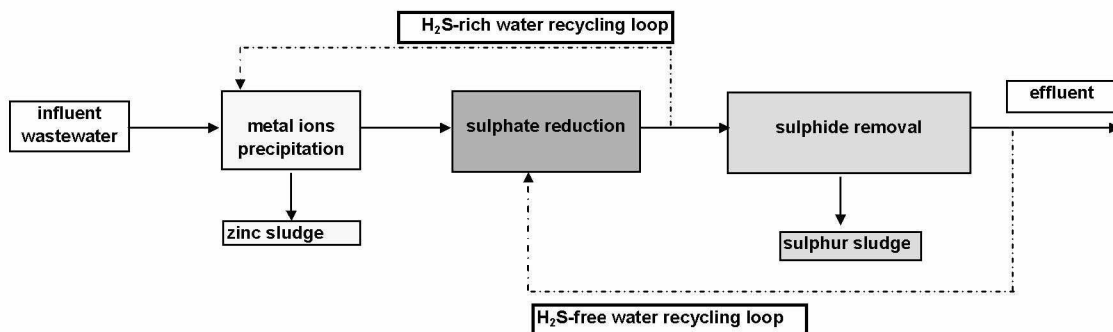 H₂S-rich water recycling loop
influent
wastewater
metal ions
precipitation
sulphate reduction
sulphide removal
effluent
zinc sludge
sulphur sludge
H₂S-free water recycling loop